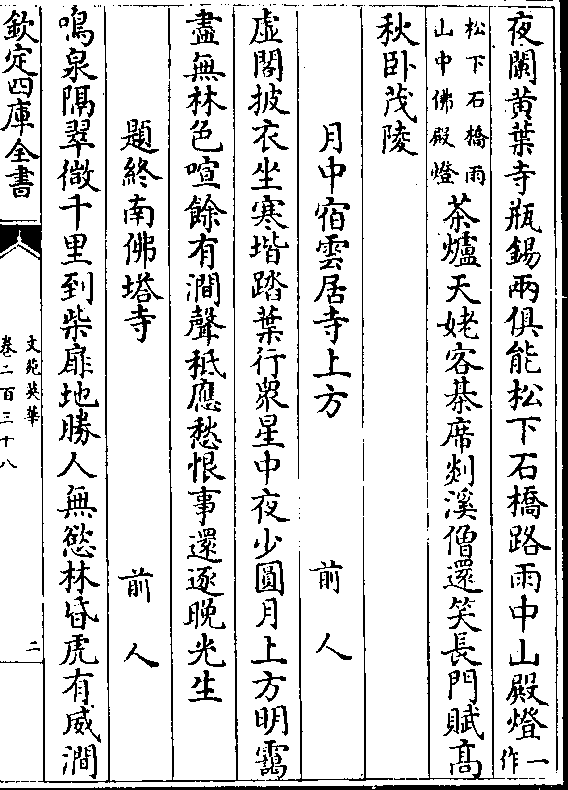 夜闌黄葉寺瓶錫兩俱能松下石橋路雨中山殿燈一作
松下石橋雨山中佛殿燈茶爐天姥客棊席剡溪僧還笑長門賦髙
秋卧茂陵
月中宿雲居寺上方　前人
虚閣披衣坐寒堦踏葉行衆星中夜少圓月上方明靄
盡無林色喧餘有澗聲秪應愁恨事還逐晩光生
題終南佛塔寺　前人
鳴泉隔翠微千里到柴扉地勝人無慾林昏虎有威澗
欽定四庫全書
文苑英華
卷二百三十八
二